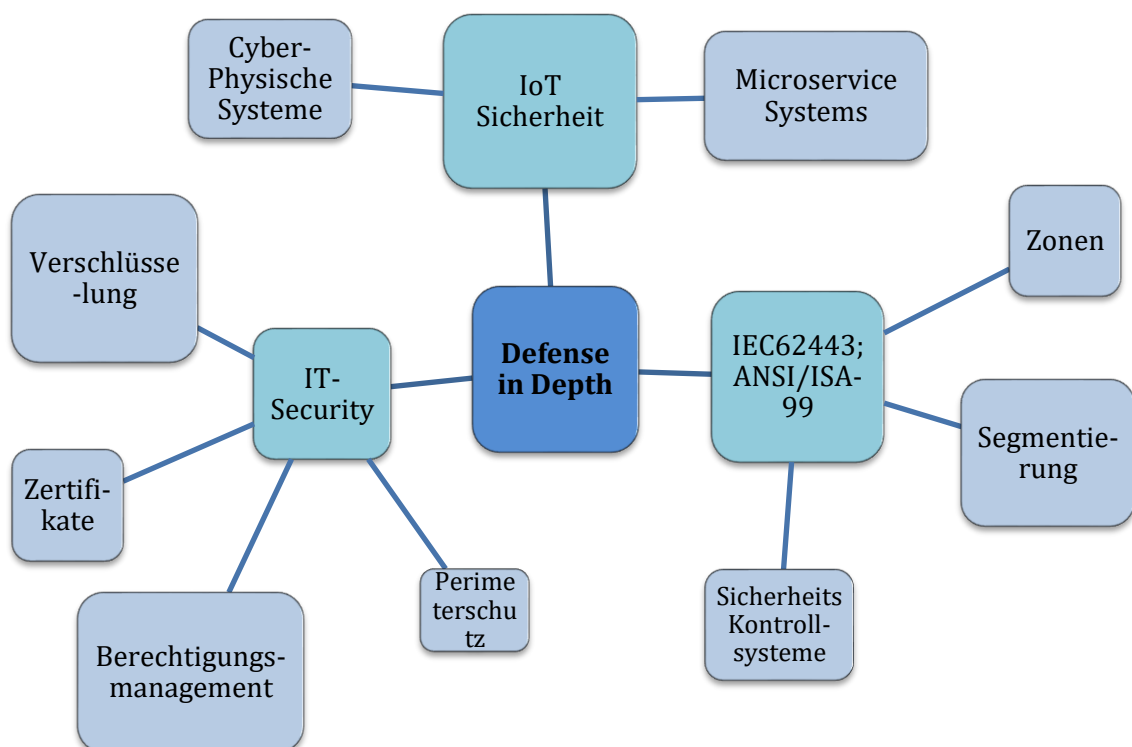 Cyber-
Physische
Systeme
IoT
Sicherheit
Microservice
Systems
Verschlüsse
-lung
Zonen
Defense
in Depth
IEC62443;
ANSI/ISA-
99
IT-
Security
Segmentie-
rung
Zertifi-
kate
Perime
terschu
tz
Sicherheits
Kontroll-
systeme
Berechtigungs-
management